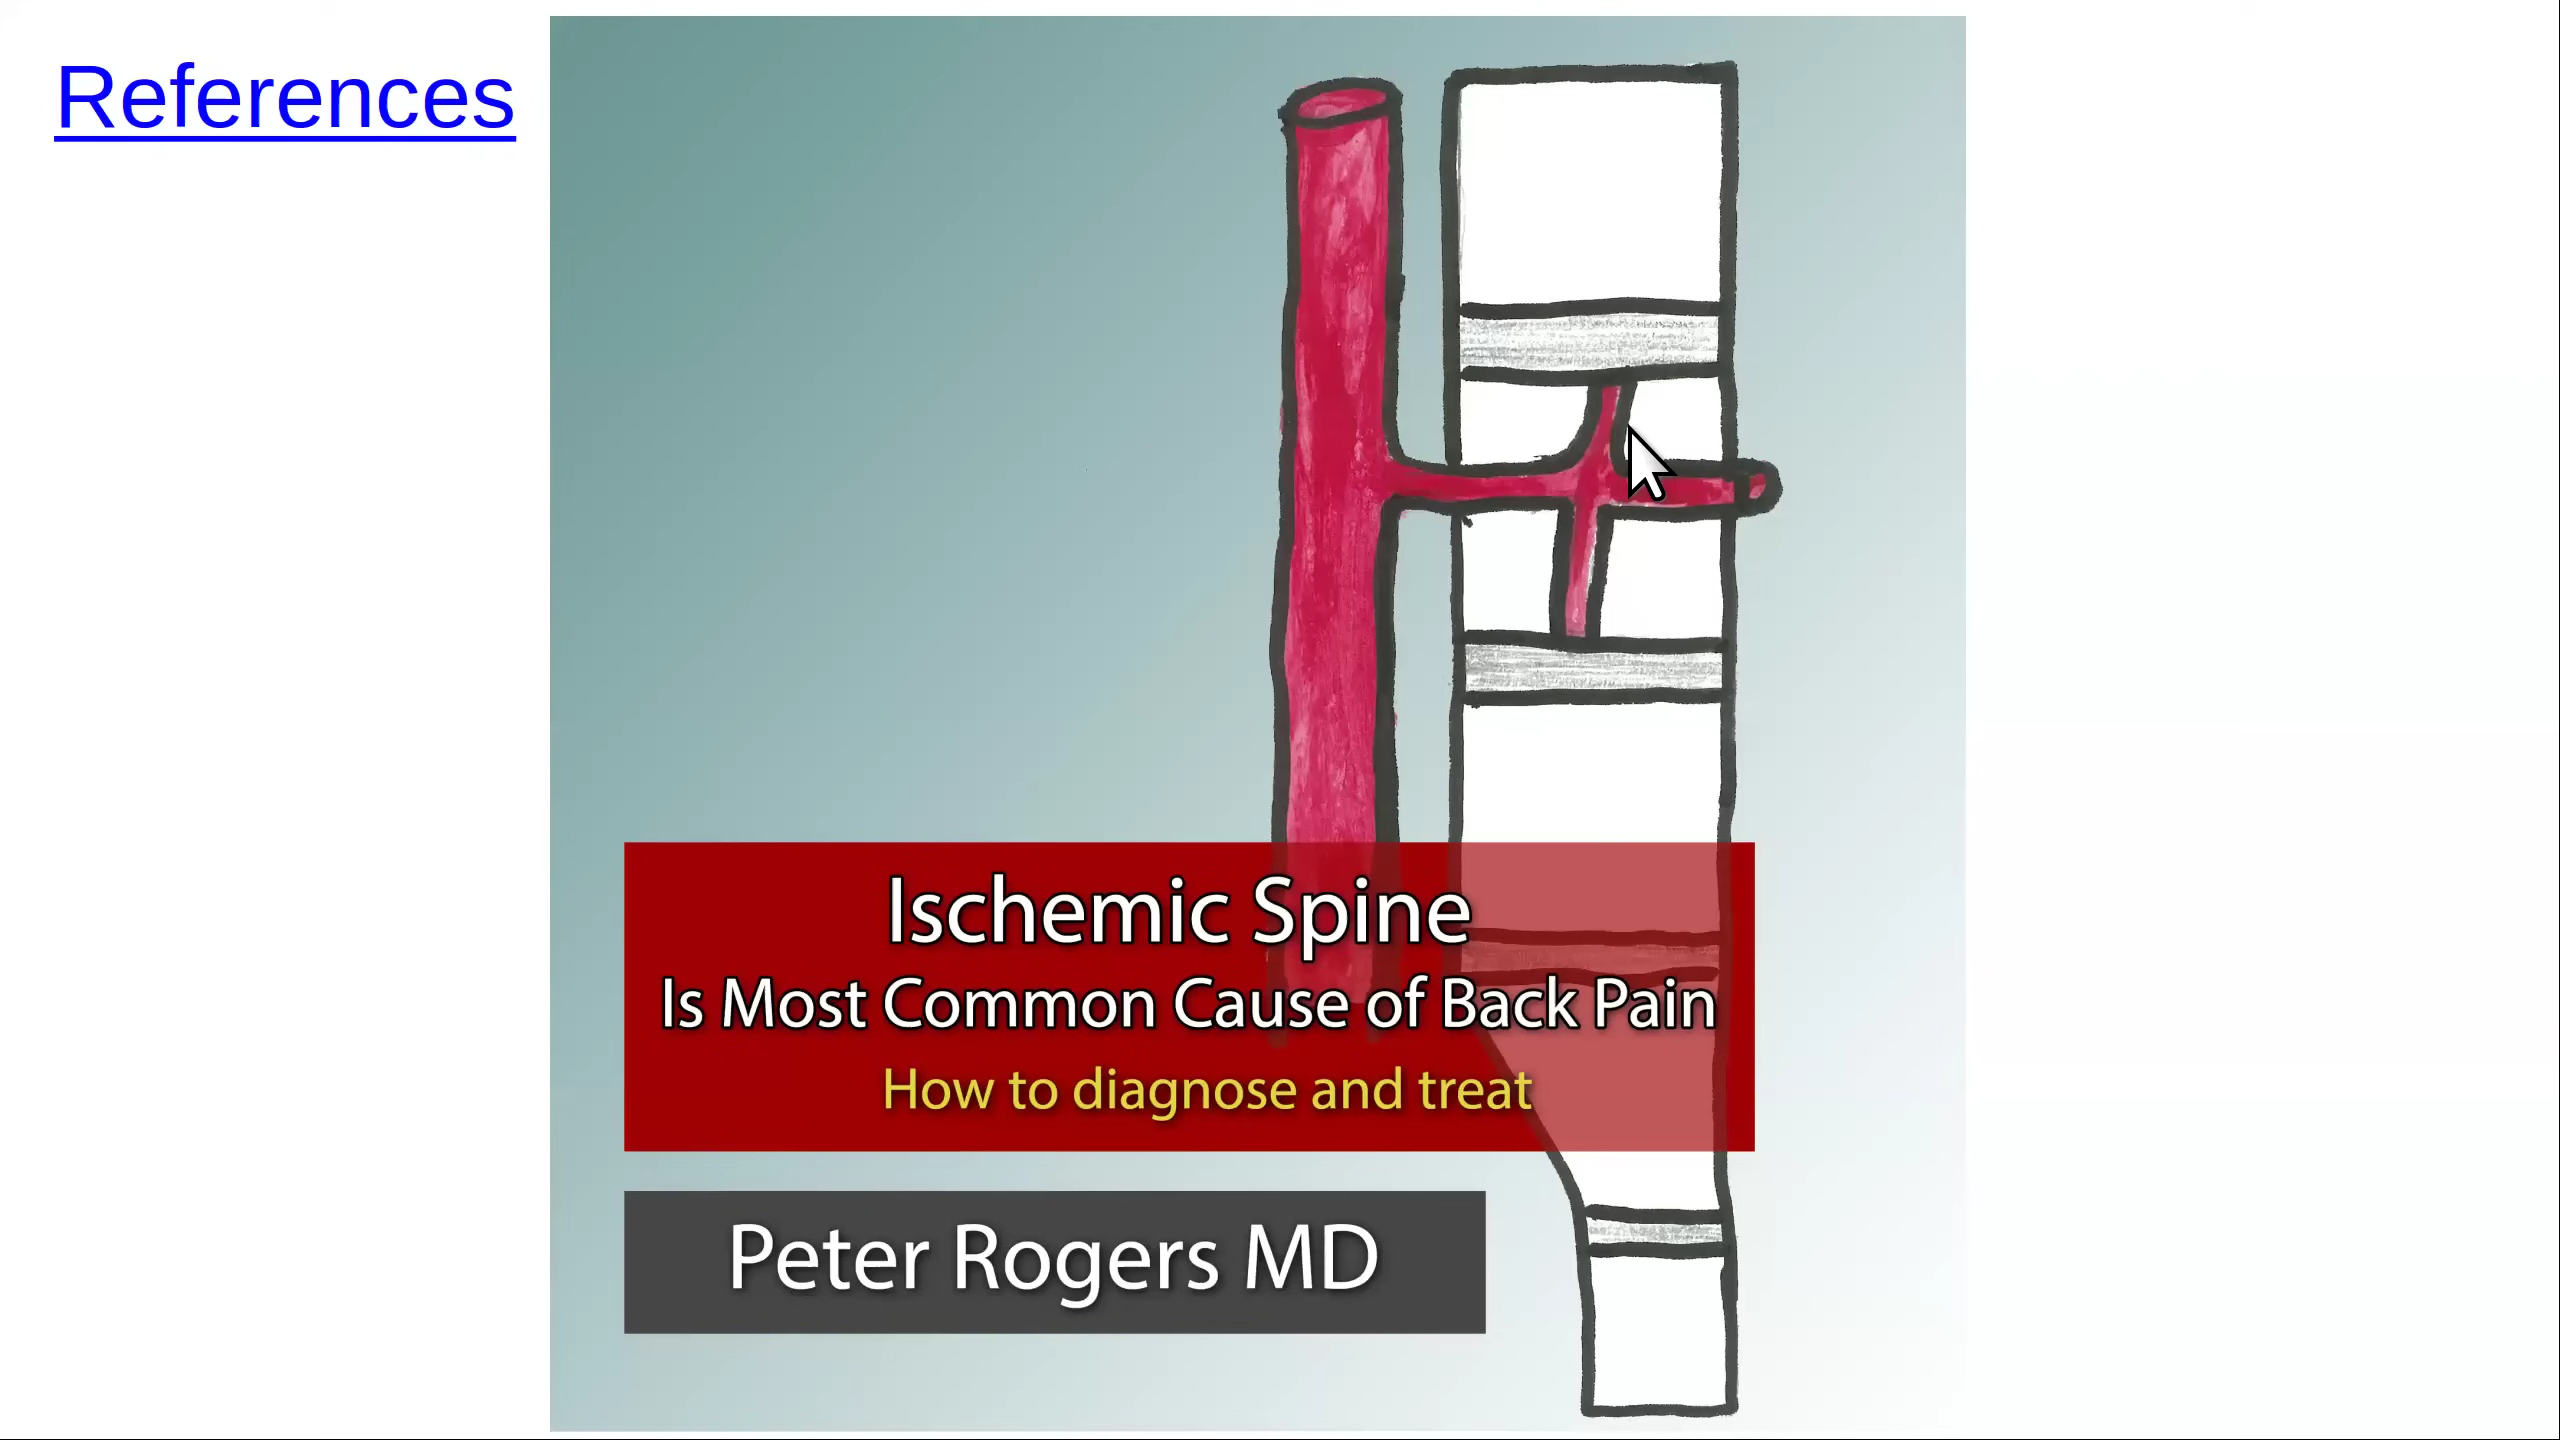 References
Ischemic Spine
Is Most Common Cause of Back Pain
How to diagnose and treat
Peter Rogers MD